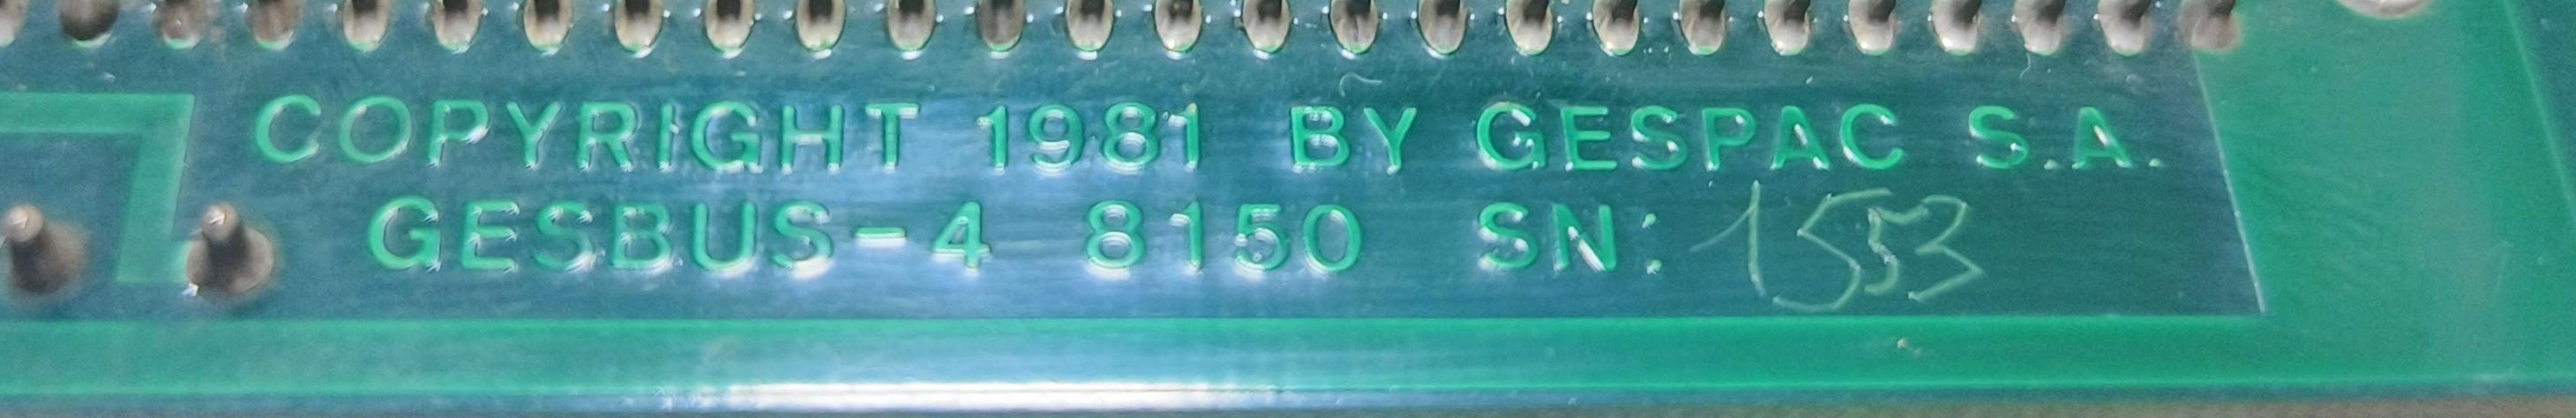 COPYRIGHT 1981 BY GESPAC S.A.
GESBUS-4 8150 SN: 1553